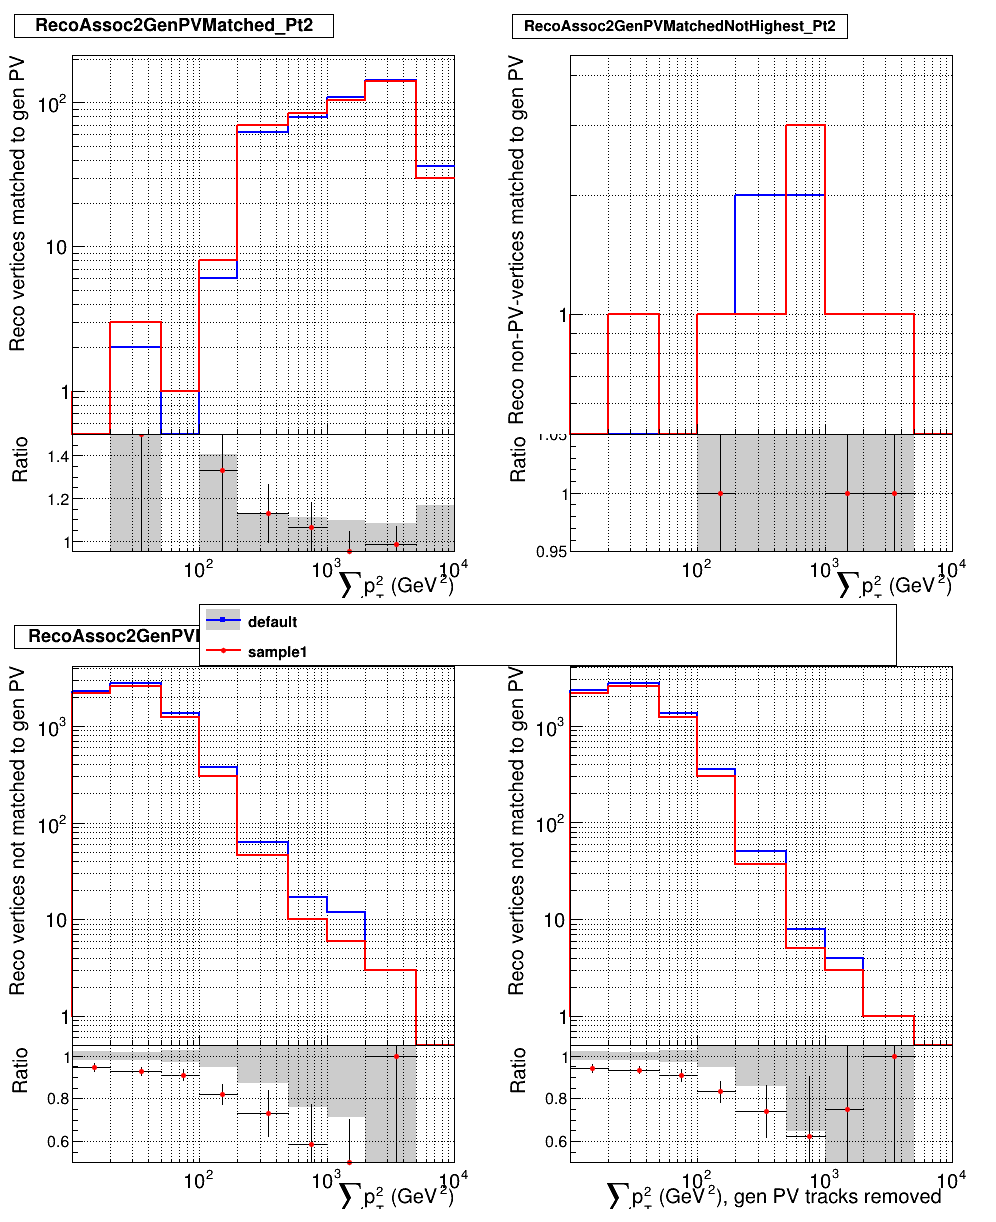 RecoAssoc2GenPVMatched_Pt2
RecoAssoc2GenPVMatchedNotHighest_Pt2
Reco vertices matched to gen PV
10²
10
1
Ratio
1.4
1.2
1
10² 10³ 10⁴
∑ p²_T (GeV²)
Reco non-PV-vertices matched to gen PV
1
Ratio
1.05
1
0.95
10² 10³ 10⁴
∑ p²_T (GeV²)
default
sample1
RecoAssoc2GenPV
Reco vertices not matched to gen PV
10³
10²
10
1
Ratio
1
0.8
0.6
10² 10³ 10⁴
∑ p²_T (GeV²)
Reco vertices not matched to gen PV
10³
10²
10
1
Ratio
1
0.8
0.6
10² 10³ 10⁴
∑ p²_T (GeV²), gen PV tracks removed